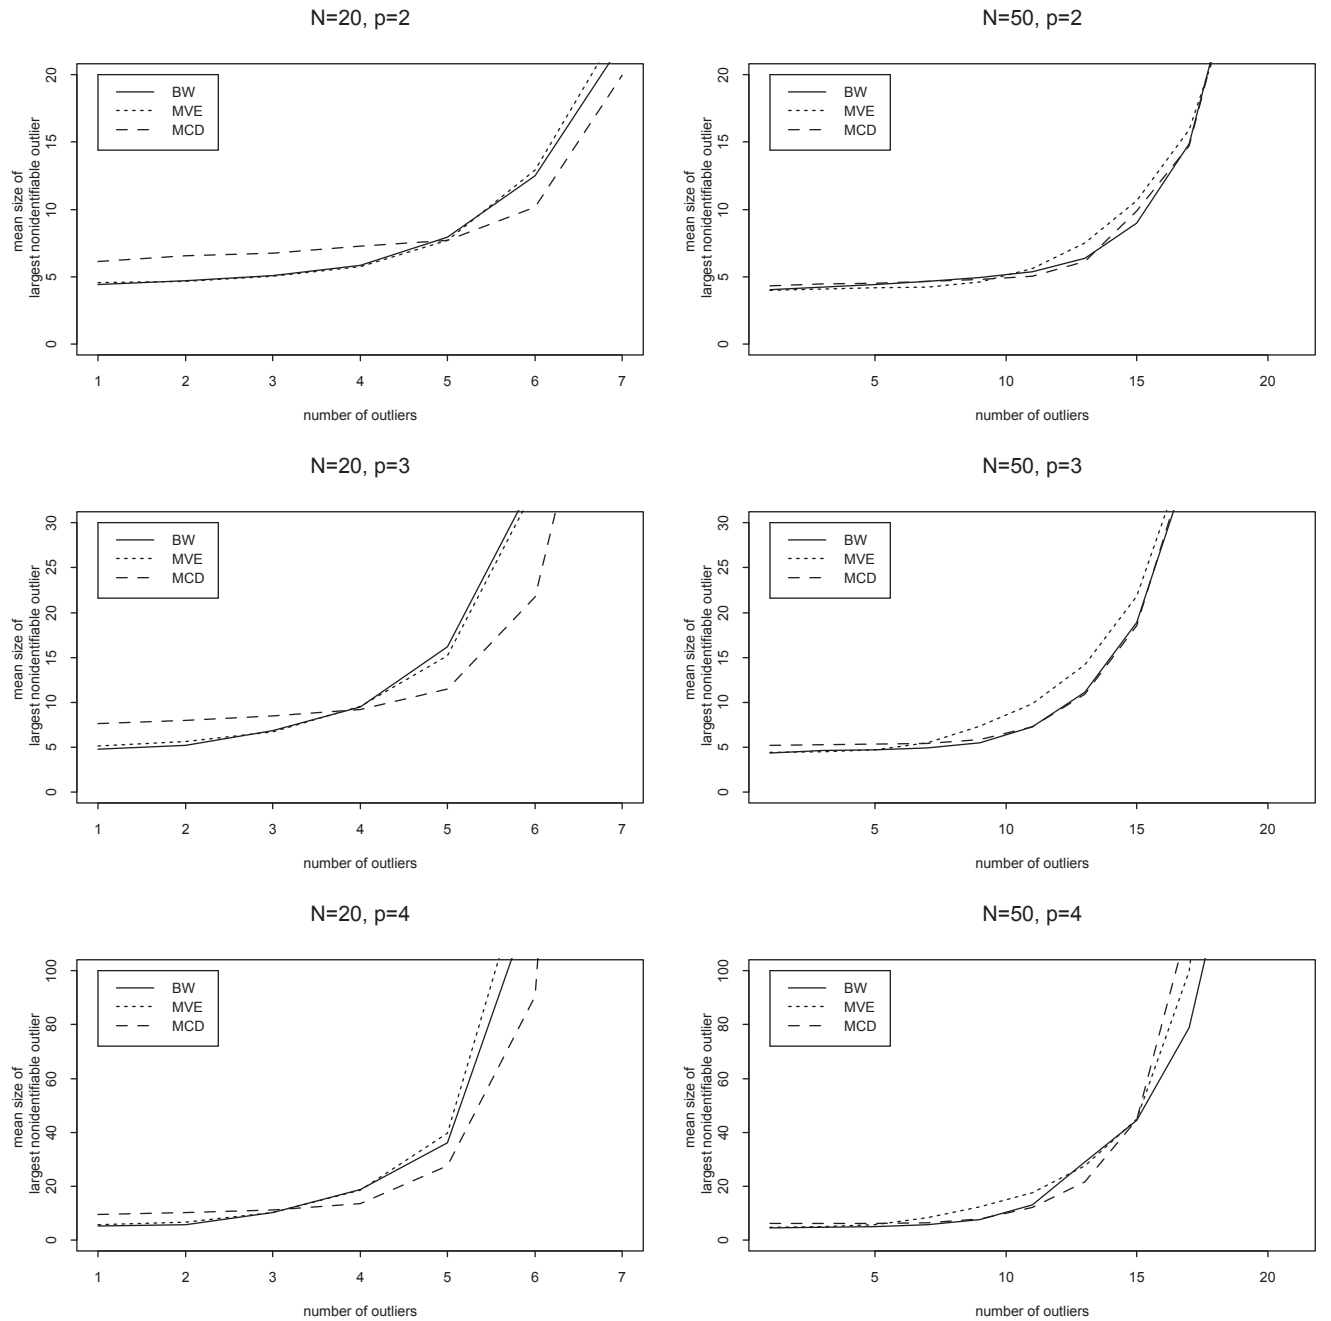 N=20, p=2
mean size of
largest nonidentifiable outlier
20
15
10
5
0
BW
MVE
MCD
1 2 3 4 5 6 7
number of outliers
N=50, p=2
mean size of
largest nonidentifiable outlier
20
15
10
5
0
BW
MVE
MCD
5 10 15 20
number of outliers
N=20, p=3
mean size of
largest nonidentifiable outlier
30
25
20
15
10
5
0
BW
MVE
MCD
1 2 3 4 5 6 7
number of outliers
N=50, p=3
mean size of
largest nonidentifiable outlier
30
25
20
15
10
5
0
BW
MVE
MCD
5 10 15 20
number of outliers
N=20, p=4
mean size of
largest nonidentifiable outlier
100
80
60
40
20
0
BW
MVE
MCD
1 2 3 4 5 6 7
number of outliers
N=50, p=4
mean size of
largest nonidentifiable outlier
100
80
60
40
20
0
BW
MVE
MCD
5 10 15 20
number of outliers